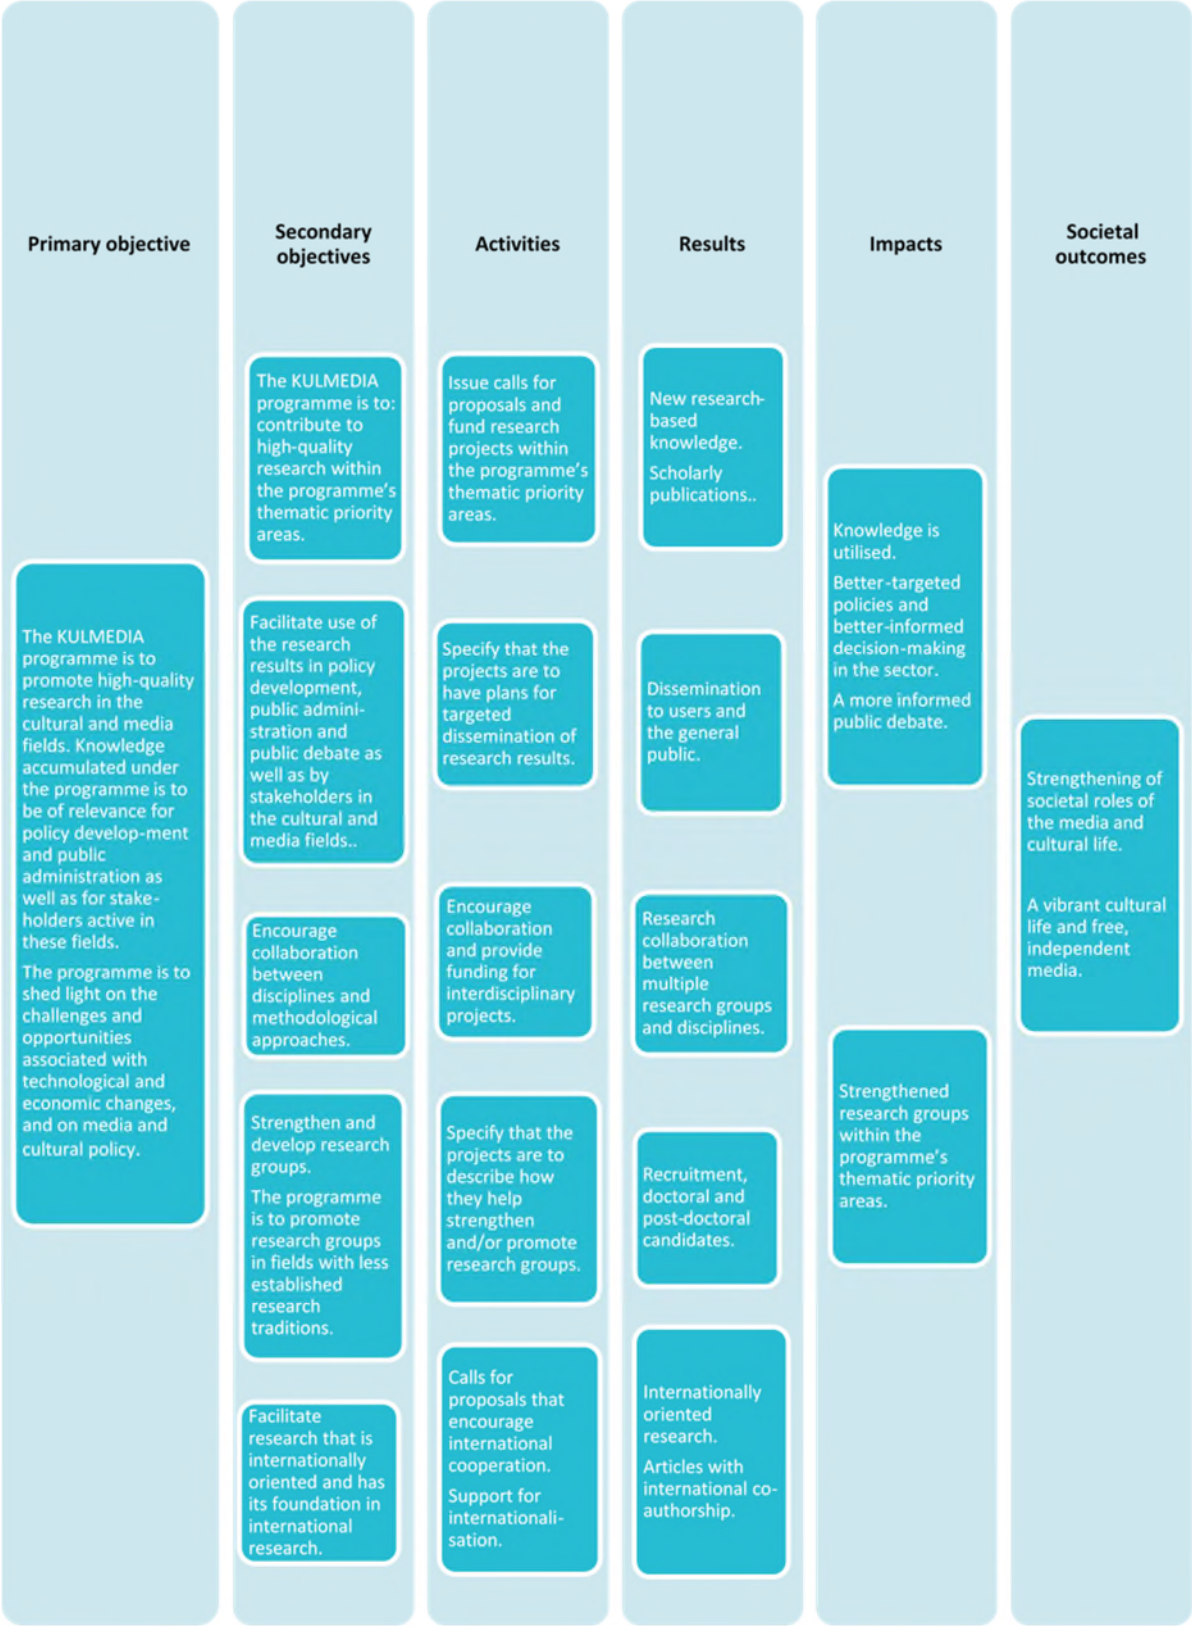 Primary objective
The KULMEDIA
programme is to
promote high-quality
research in the
cultural and media
fields. Knowledge
accumulated under
the programme is to
be of relevance for
policy develop-ment
and public
administration as
well as for stake-
holders active in
these fields.
The programme is to
shed light on the
challenges and
opportunities
associated with
technological and
economic changes,
and on media and
cultural policy.
Secondary
objectives
The KULMEDIA
programme is to:
contribute to
high-quality
research within
the programme's
thematic priority
areas.
Facilitate use of
the research
results in policy
development,
public admini-
stration and
public debate as
well as by
stakeholders in
the cultural and
media fields..
Encourage
collaboration
between
disciplines and
methodological
approaches.
Strengthen and
develop research
groups.
The programme
is to promote
research groups
in fields with less
established
research
traditions.
Facilitate
research that is
internationally
oriented and has
its foundation in
international
research.
Activities
Issue calls for
proposals and
fund research
projects within
the programme's
thematic priority
areas.
Specify that the
projects are to
have plans for
targeted
dissemination of
research results.
Encourage
collaboration
and provide
funding for
interdisciplinary
projects.
Specify that the
projects are to
describe how
they help
strengthen
and/or promote
research groups.
Calls for
proposals that
encourage
international
cooperation.
Support for
internationali-
sation.
Results
New research-
based
knowledge.
Scholarly
publications..
Dissemination
to users and
the general
public.
Research
collaboration
between
multiple
research groups
and disciplines.
Recruitment,
doctoral and
post-doctoral
candidates.
Internationally
oriented
research.
Articles with
international co-
authorship.
Impacts
Knowledge is
utilised.
Better-targeted
policies and
better-informed
decision-making
in the sector.
A more informed
public debate.
Strengthened
research groups
within the
programme's
thematic priority
areas.
Societal
outcomes
Strengthening of
societal roles of
the media and
cultural life.
A vibrant cultural
life and free,
independent
media.